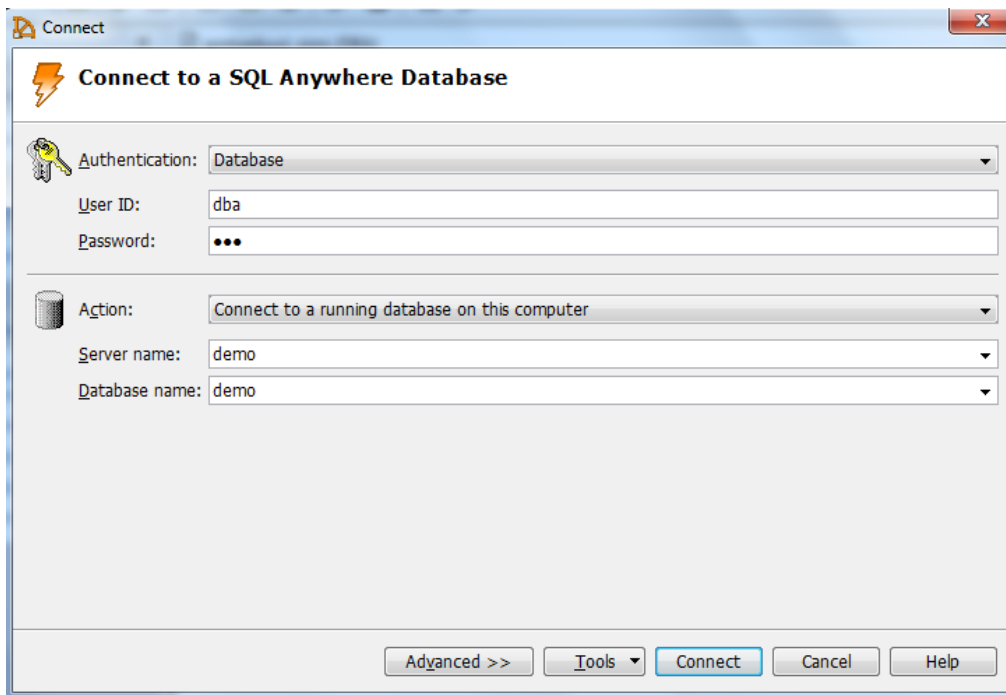 Connect
Connect to a SQL Anywhere Database
Authentication: Database
User ID: dba
Password: •••
Action: Connect to a running database on this computer
Server name: demo
Database name: demo
Advanced >> Tools Connect Cancel Help